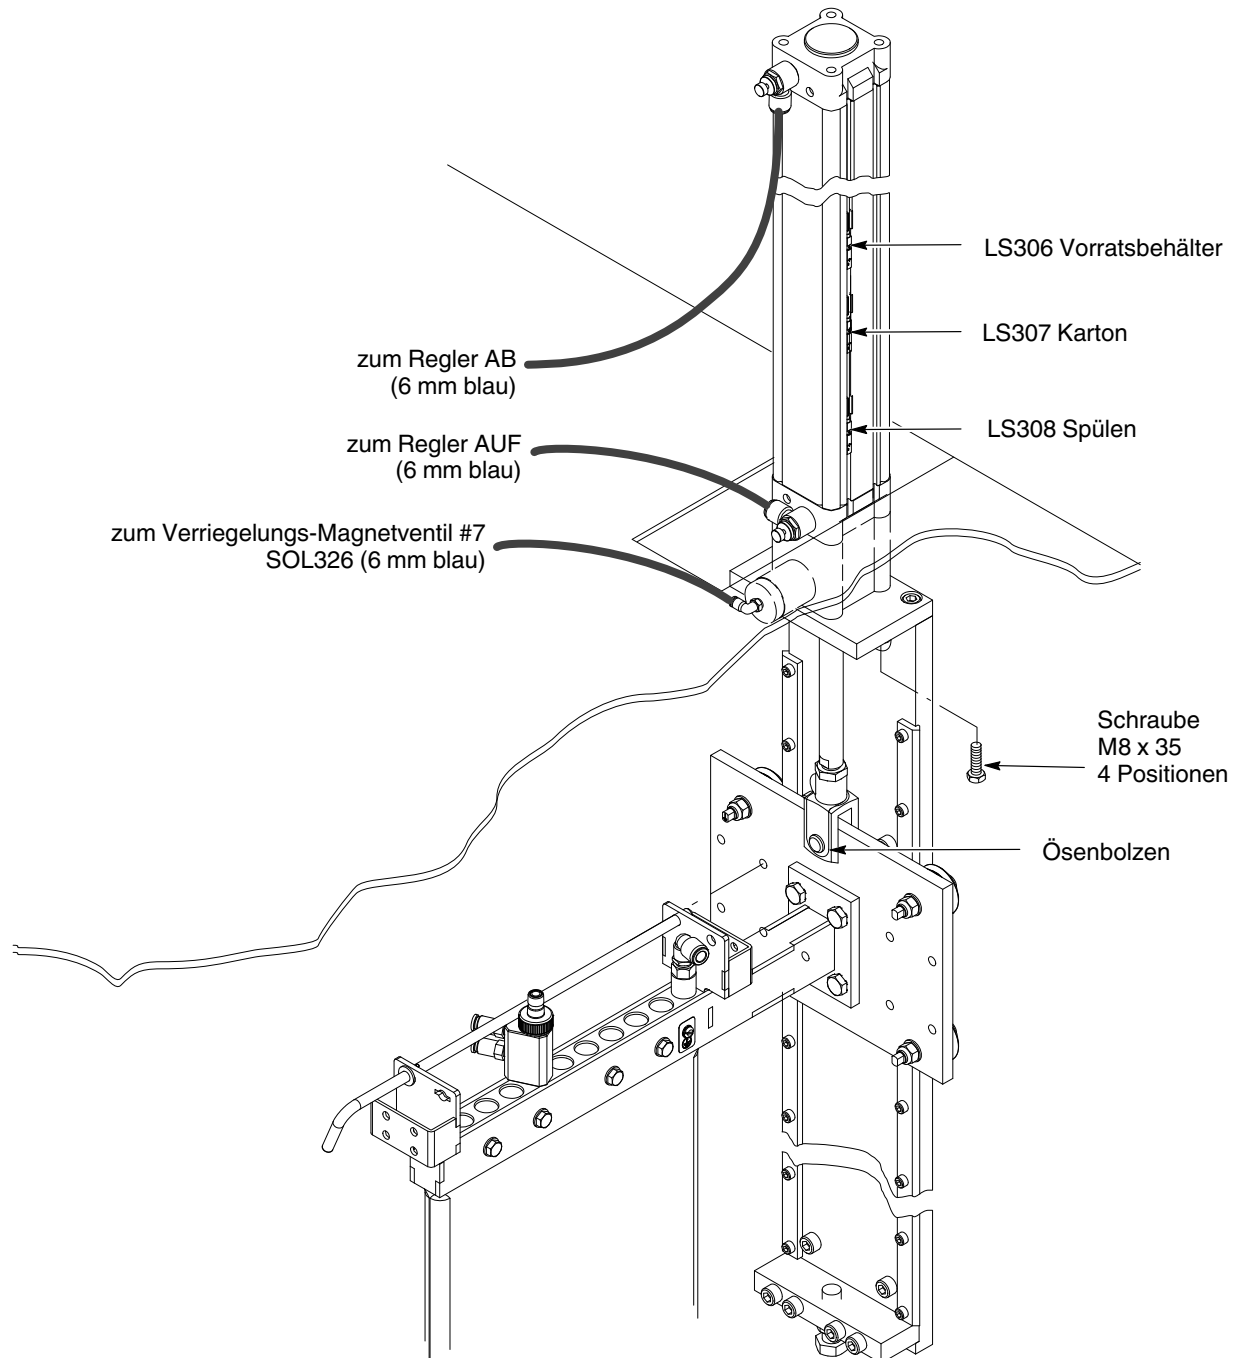 LS306 Vorratsbehälter
LS307 Karton
zum Regler AB
(6 mm blau)
LS308 Spülen
zum Regler AUF
(6 mm blau)
zum Verriegelungs-Magnetventil #7
SOL326 (6 mm blau)
Schraube
M8 x 35
4 Positionen
Ösenbolzen